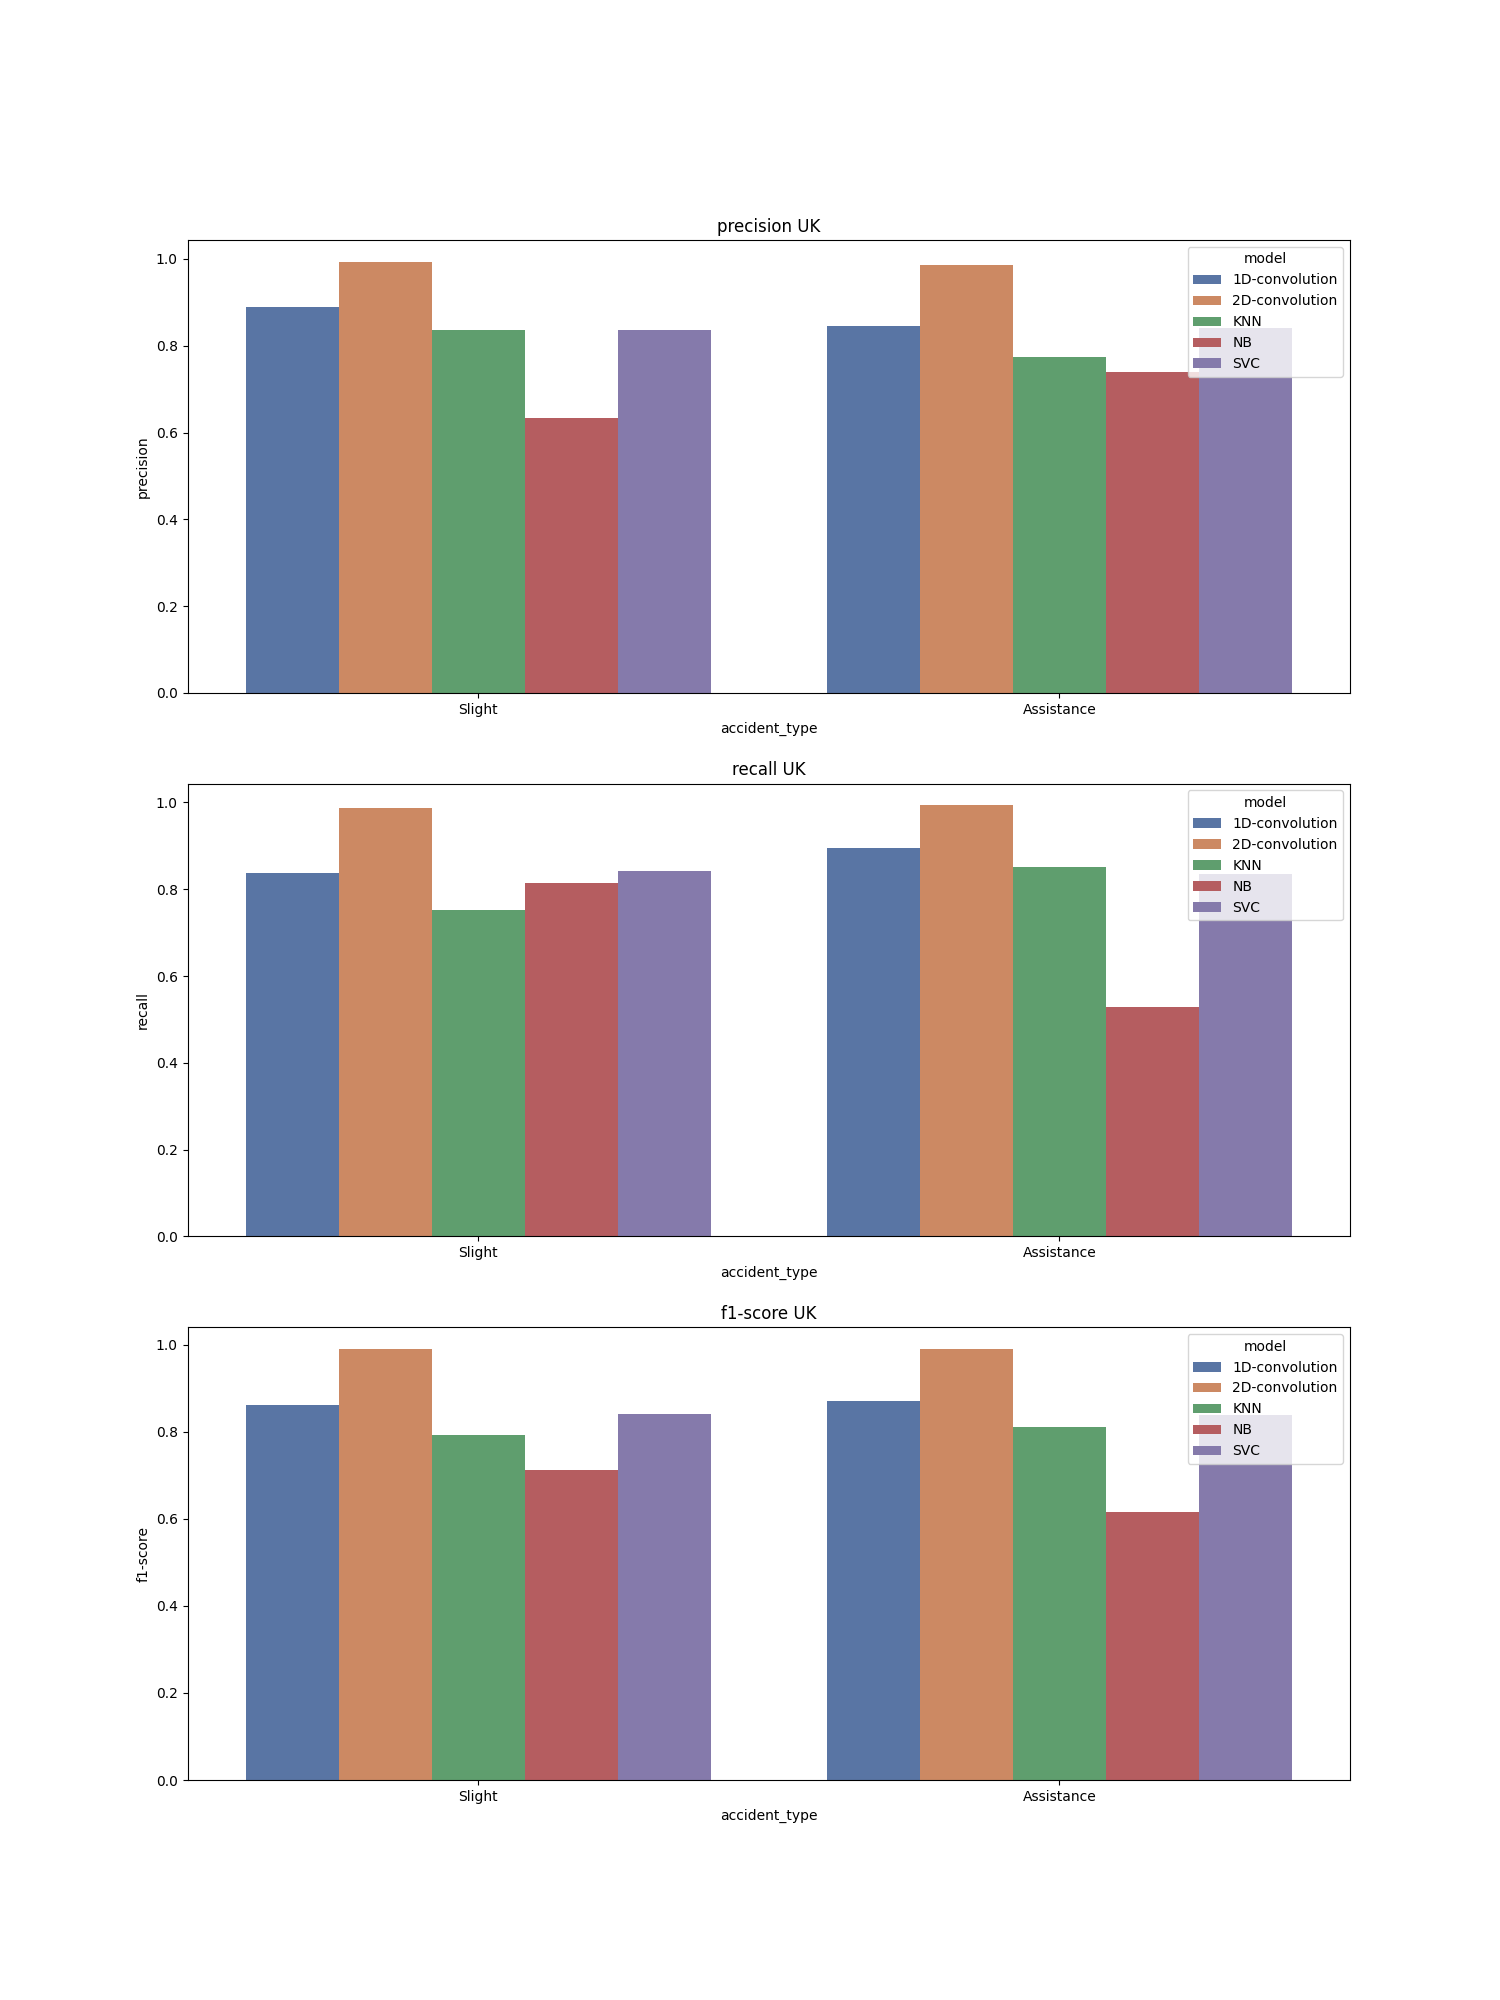 precision UK
model
1D-convolution
2D-convolution
KNN
NB
SVC
1.0
0.8
0.6
0.4
0.2
0.0
precision
Slight
Assistance
accident_type
recall UK
model
1D-convolution
2D-convolution
KNN
NB
SVC
1.0
0.8
0.6
0.4
0.2
0.0
recall
Slight
Assistance
accident_type
f1-score UK
model
1D-convolution
2D-convolution
KNN
NB
SVC
1.0
0.8
0.6
0.4
0.2
0.0
f1-score
Slight
Assistance
accident_type